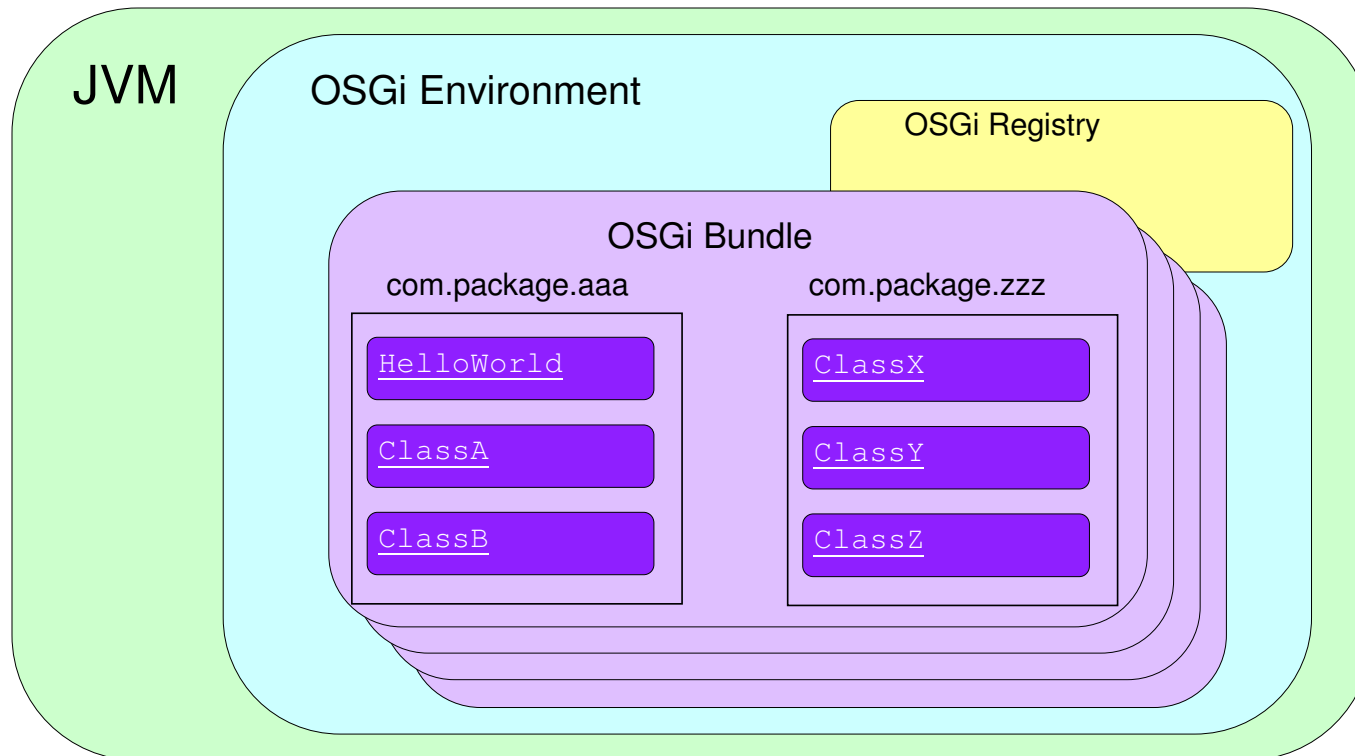 JVM
OSGi Environment
OSGi Registry
OSGi Bundle
com.package.aaa
HelloWorld
ClassA
ClassB
com.package.zzz
ClassX
ClassY
ClassZ